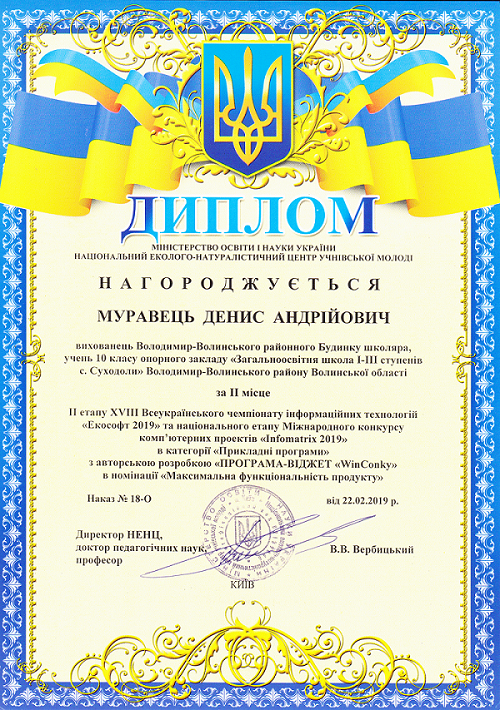 ДИПЛОМ
МІНІСТЕРСТВО ОСВІТИ І НАУКИ УКРАЇНИ
НАЦІОНАЛЬНИЙ ЕКОЛОГО-НАТУРАЛІСТИЧНИЙ ЦЕНТР УЧНІВСЬКОЇ МОЛОДІ
НАГОРОДЖУЄТЬСЯ
МУРАВЕЦЬ ДЕНИС АНДРІЙОВИЧ
вихованець Володимир-Волинського районного Будинку школяра,
учень 10 класу опорного закладу «Загальноосвітня школа І-ІІІ ступенів
с. Суходоли» Володимир-Волинського району Волинської області
за ІІ місце
ІІ етапу XVIII Всеукраїнського чемпіонату інформаційних технологій
«Екософт 2019» та національного етапу Міжнародного конкурсу
комп’ютерних проектів «Infomatrix 2019»
в категорії «Прикладні програми»
з авторською розробкою «ПРОГРАМА-ВІДЖЕТ «WinConky»
в номінації «Максимальна функціональність продукту»
Наказ № 18-О від 22.02.2019 р.
Директор НЕНЦ,
доктор педагогічних наук, В.В. Вербицький
професор
КИЇВ